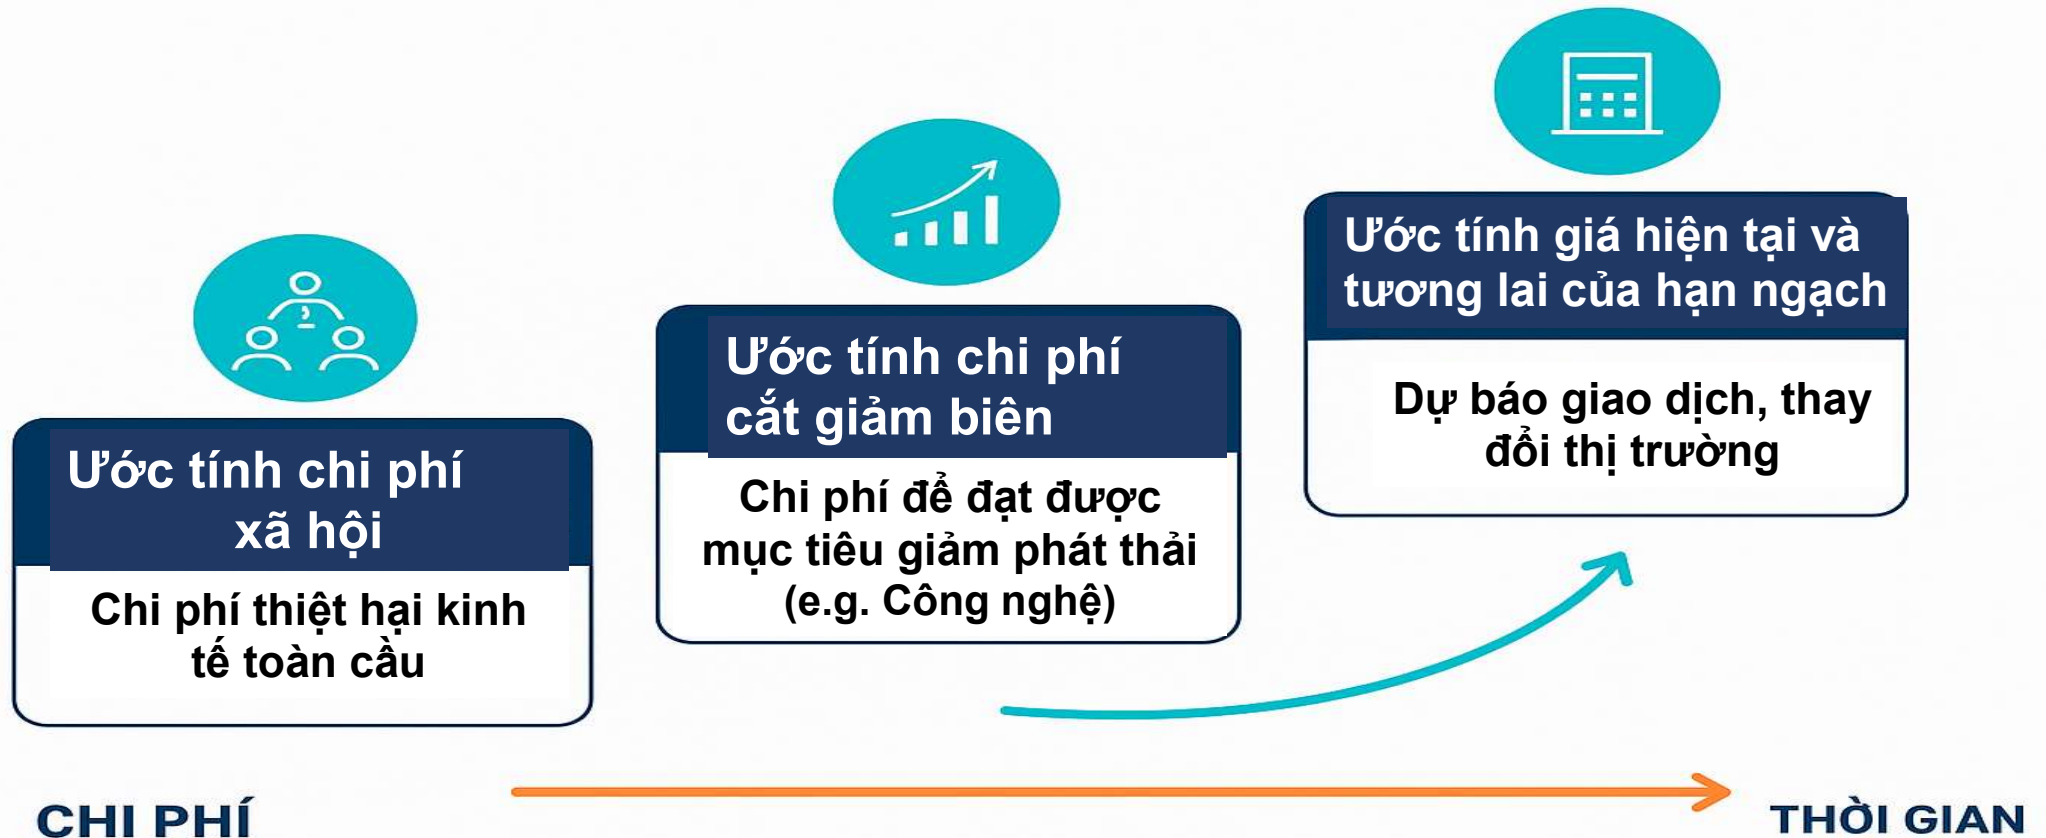 Ước tính chi phí
xã hội
Chi phí thiệt hại kinh
tế toàn cầu
Ước tính chi phí
cắt giảm biên
Chi phí để đạt được
mục tiêu giảm phát thải
(e.g. Công nghệ)
Ước tính giá hiện tại và
tương lai của hạn ngạch
Dự báo giao dịch, thay
đổi thị trường
CHI PHÍ
THỜI GIAN